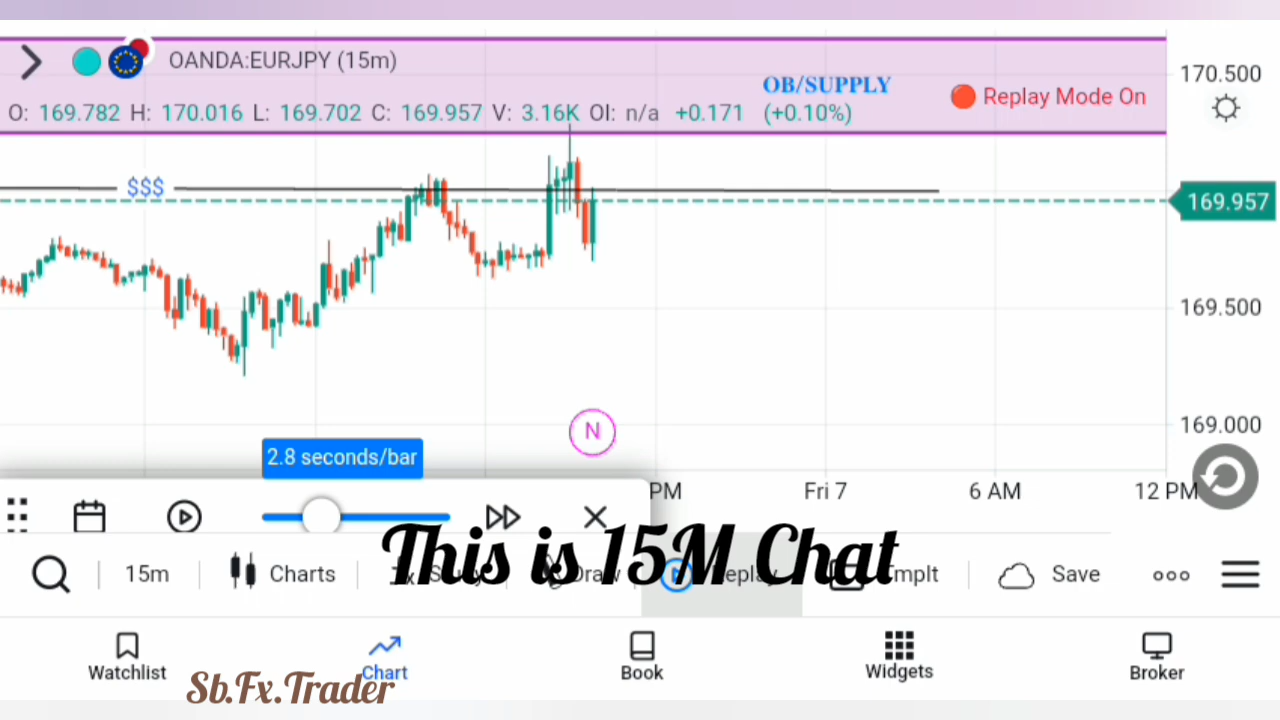 OANDA:EURJPY (15m)
OB/SUPPLY
170.500
Replay Mode On
O: 169.782 H: 170.016 L: 169.702 C: 169.957 V: 3.16K OI: n/a +0.171 (+0.10%)
$$$
169.957
169.500
N
169.000
2.8 seconds/bar
PM Fri 7 6 AM 12 PM
This is 15M Chat
15m Charts Draw Replay Tmplt Save
Watchlist Chart Book Widgets Broker
Sb.Fx.Trader